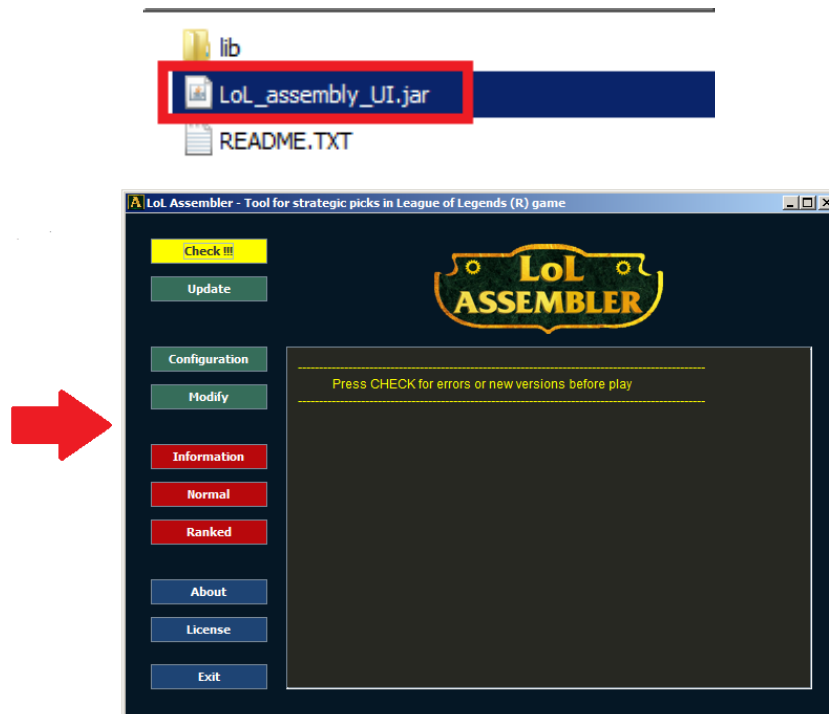 lib
LoL_assembly_UI.jar
README.TXT
A LoL Assembler - Tool for strategic picks in League of Legends (R) game
Check !!!
Update
LoL
ASSEMBLER
Configuration
Modify
Press CHECK for errors or new versions before play
Information
Normal
Ranked
About
License
Exit